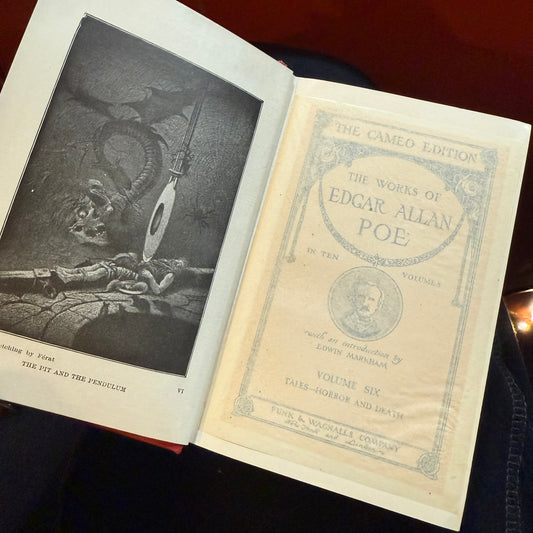 Etching by Férat
THE PIT AND THE PENDULUM
VI
THE CAMEO EDITION
THE WORKS OF
EDGAR ALLAN
POE
IN TEN VOLUMES
with an introduction by
EDWIN MARKHAM
VOLUME SIX
TALES—HORROR AND DEATH
FUNK & WAGNALLS COMPANY
New York and London